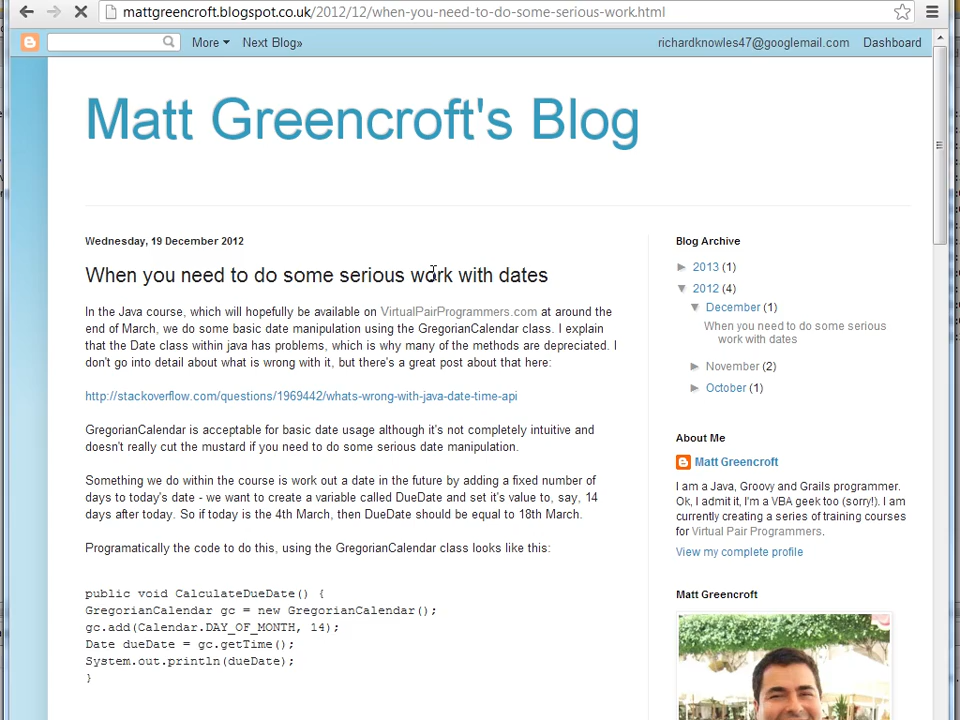 mattgreencroft.blogspot.co.uk/2012/12/when-you-need-to-do-some-serious-work.html
More Next Blog» richardknowles47@googlemail.com Dashboard
Matt Greencroft's Blog
Wednesday, 19 December 2012
When you need to do some serious work with dates
In the Java course, which will hopefully be available on VirtualPairProgrammers.com at around the
end of March, we do some basic date manipulation using the GregorianCalendar class. I explain
that the Date class within java has problems, which is why many of the methods are depreciated. I
don't go into detail about what is wrong with it, but there's a great post about that here:
http://stackoverflow.com/questions/1969442/whats-wrong-with-java-date-time-api
GregorianCalendar is acceptable for basic date usage although it's not completely intuitive and
doesn't really cut the mustard if you need to do some serious date manipulation.
Something we do within the course is work out a date in the future by adding a fixed number of
days to today's date - we want to create a variable called DueDate and set it's value to, say, 14
days after today. So if today is the 4th March, then DueDate should be equal to 18th March.
Programatically the code to do this, using the GregorianCalendar class looks like this:
public void CalculateDueDate() {
GregorianCalendar gc = new GregorianCalendar();
gc.add(Calendar.DAY_OF_MONTH, 14);
Date dueDate = gc.getTime();
System.out.println(dueDate);
}
Blog Archive
► 2013 (1)
▼ 2012 (4)
▼ December (1)
When you need to do some serious
work with dates
► November (2)
► October (1)
About Me
Matt Greencroft
I am a Java, Groovy and Grails programmer.
Ok, I admit it, I'm a VBA geek too (sorry!). I am
currently creating a series of training courses
for Virtual Pair Programmers.
View my complete profile
Matt Greencroft